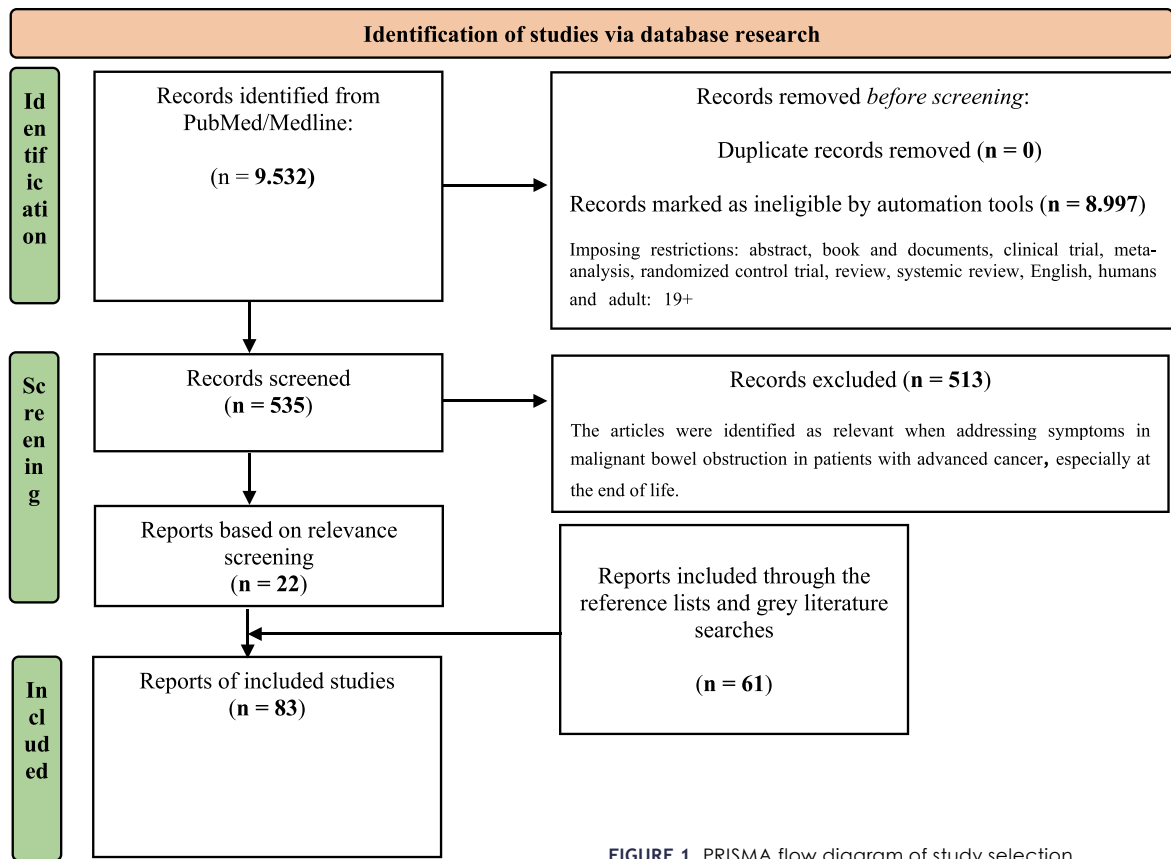 Identification of studies via database research
Id
en
tif
ic
ati
on
Records identified from
PubMed/Medline:
(n = 9.532)
Records removed before screening:
Duplicate records removed (n = 0)
Records marked as ineligible by automation tools (n = 8.997)
Imposing restrictions: abstract, book and documents, clinical trial, meta-
analysis, randomized control trial, review, systemic review, English, humans
and adult: 19+
Sc
re
en
in
g
Records screened
(n = 535)
Records excluded (n = 513)
The articles were identified as relevant when addressing symptoms in
malignant bowel obstruction in patients with advanced cancer, especially at
the end of life.
Reports based on relevance
screening
(n = 22)
Reports included through the
reference lists and grey literature
searches
(n = 61)
In
cl
ud
ed
Reports of included studies
(n = 83)
FIGURE 1 PRISMA flow diagram of study selection